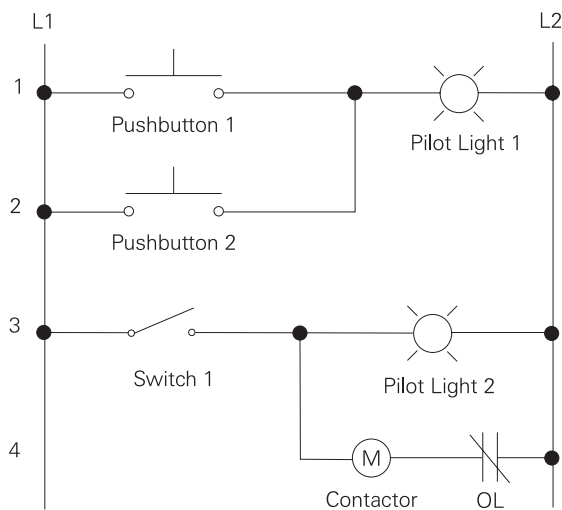 L1
L2
1
Pushbutton 1
Pilot Light 1
2
Pushbutton 2
3
Switch 1
Pilot Light 2
4
M
Contactor
OL